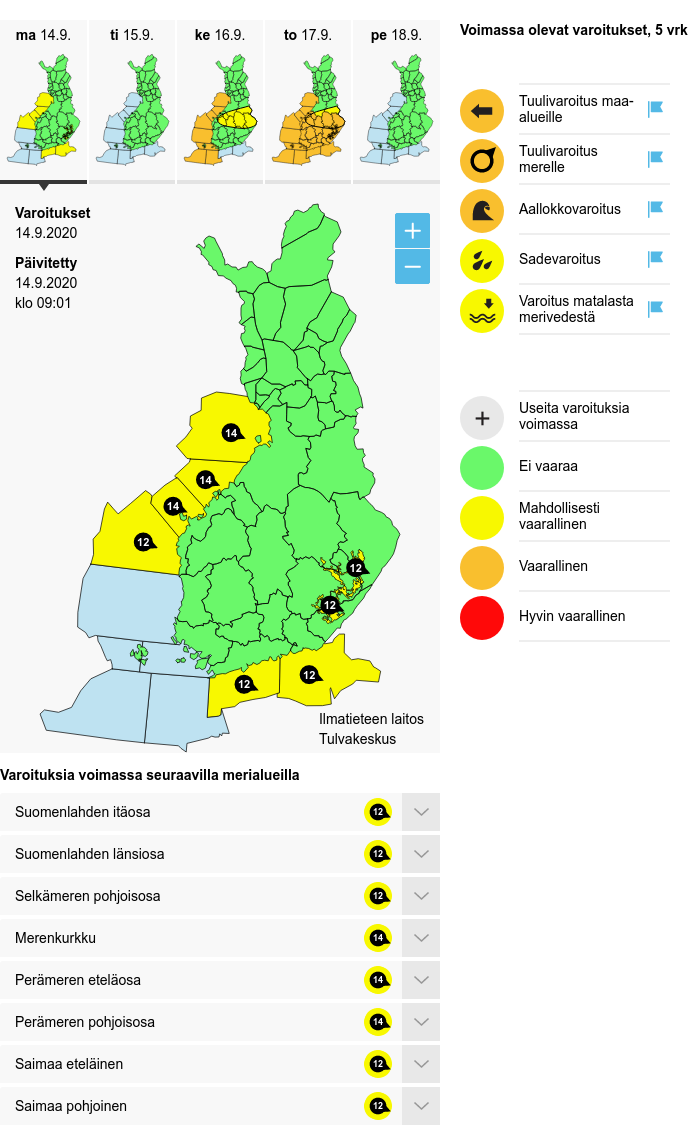 ma 14.9.
ti 15.9.
ke 16.9.
to 17.9.
pe 18.9.
Varoitukset
14.9.2020
Päivitetty
14.9.2020
klo 09:01
+
−
14
14
14
12
12
12
12
12
Ilmatieteen laitos
Tulvakeskus
Voimassa olevat varoitukset, 5 vrk
Tuulivaroitus maa-
alueille
Tuulivaroitus
merelle
Aallokkovaroitus
Sadevaroitus
Varoitus matalasta
merivedestä
+
Useita varoituksia
voimassa
Ei vaaraa
Mahdollisesti
vaarallinen
Vaarallinen
Hyvin vaarallinen
Varoituksia voimassa seuraavilla merialueilla
Suomenlahden itäosa 12
Suomenlahden länsiosa 12
Selkämeren pohjoisosa 12
Merenkurkku 14
Perämeren eteläosa 14
Perämeren pohjoisosa 14
Saimaa eteläinen 12
Saimaa pohjoinen 12